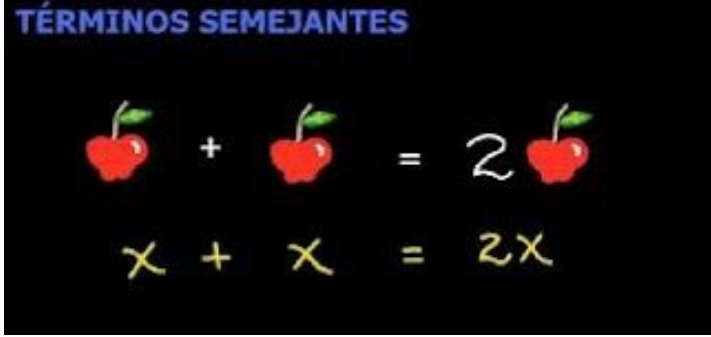 TÉRMINOS SEMEJANTES
+ = 2
x + x = 2x